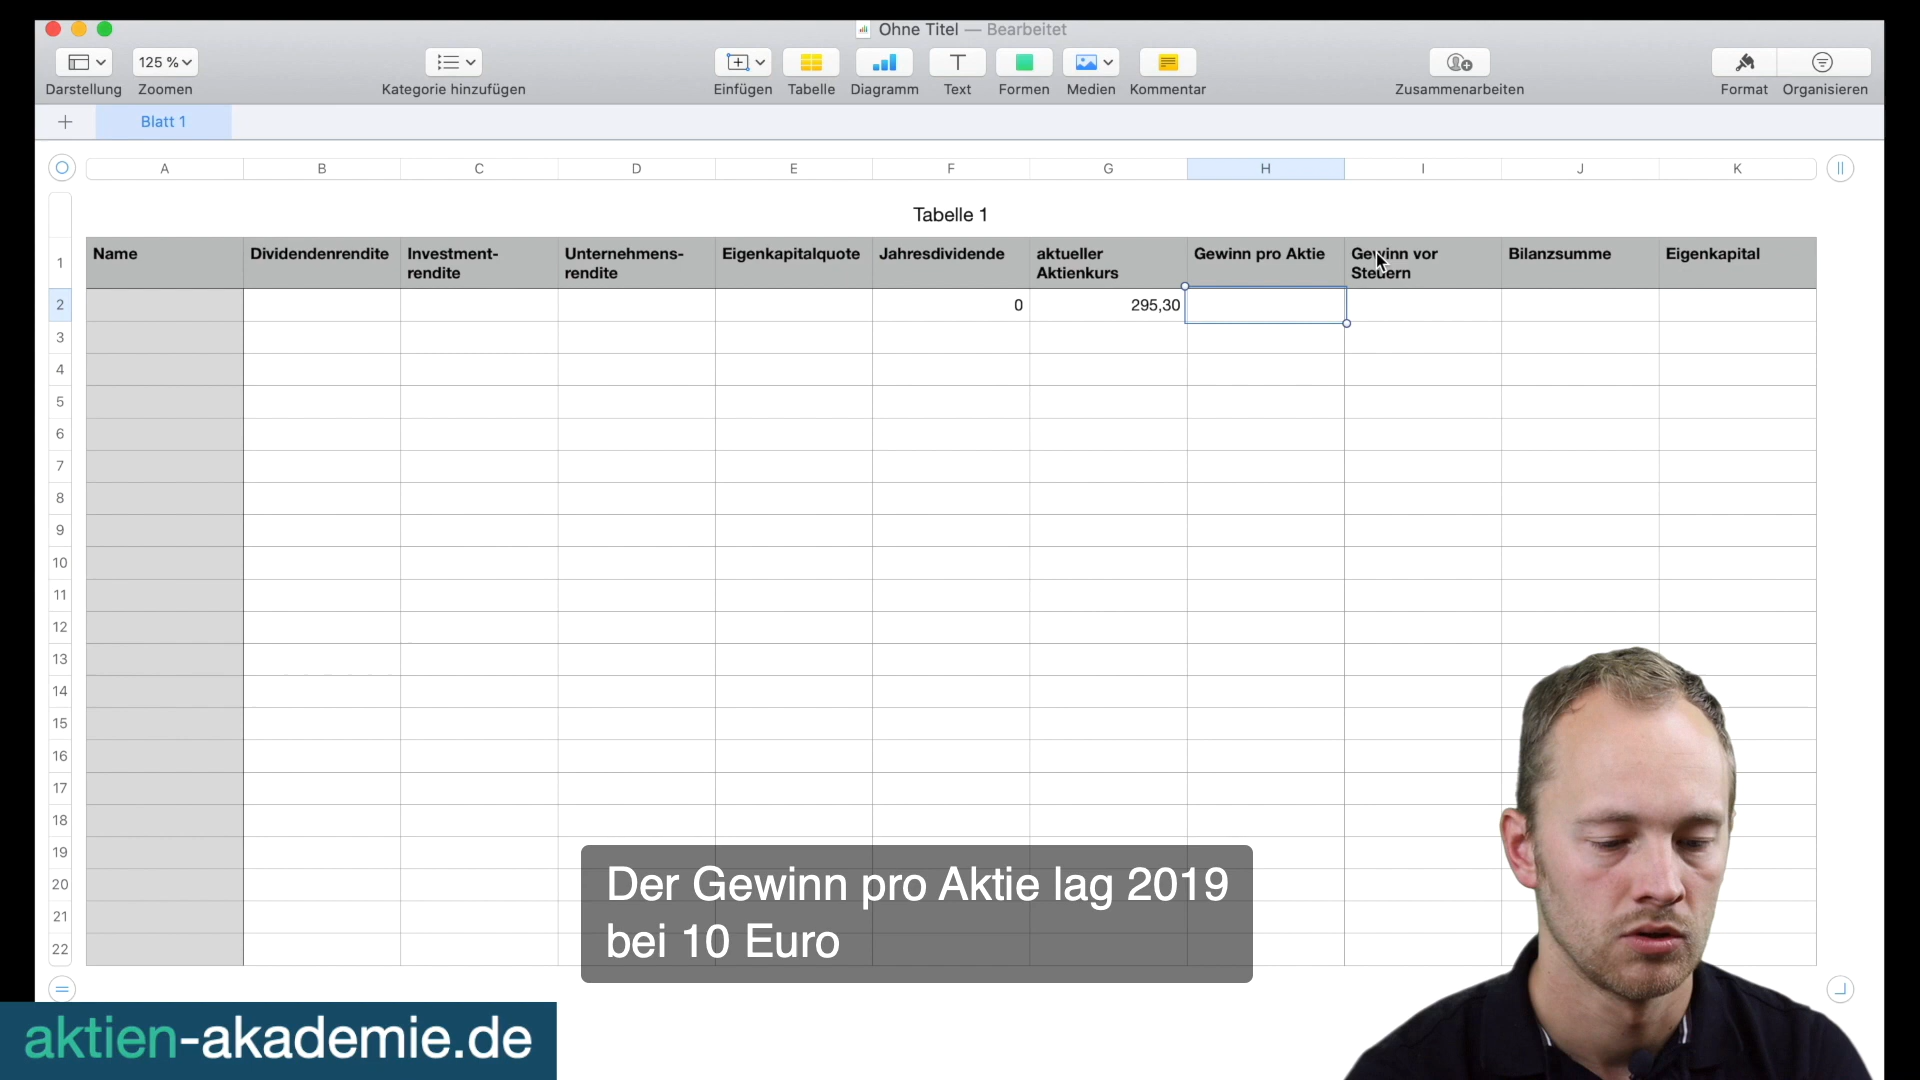 Ohne Titel — Bearbeitet
125 %
Darstellung Zoomen Kategorie hinzufügen Einfügen Tabelle Diagramm Text Formen Medien Kommentar Zusammenarbeiten Format Organisieren
Blatt 1
A B C D E F G H I J K
Tabelle 1
Name Dividendenrendite Investment- Unternehmens- Eigenkapitalquote Jahresdividende aktueller Gewinn pro Aktie Gewinn vor Bilanzsumme Eigenkapital
1 rendite rendite Aktienkurs Steuern
2 0 295,30
3
4
5
6
7
8
9
10
11
12
13
14
15
16
17
18
19
20
21
22
Der Gewinn pro Aktie lag 2019
bei 10 Euro
aktien-akademie.de